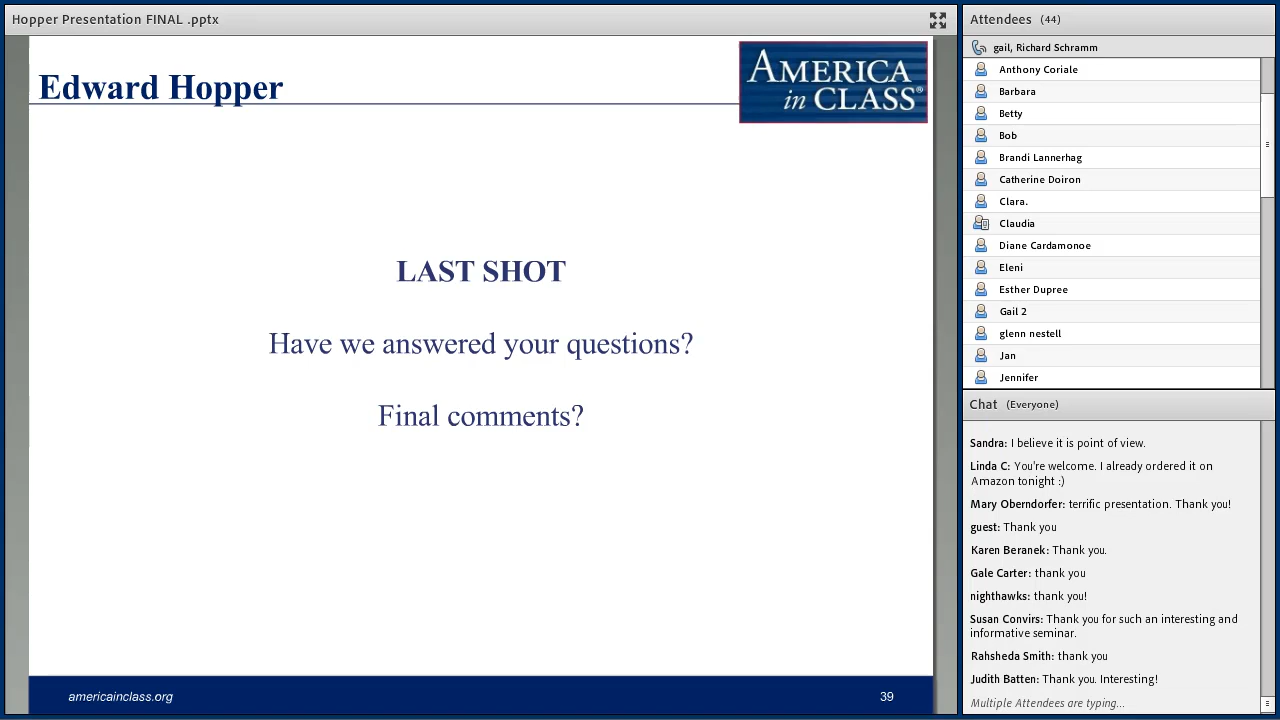 Hopper Presentation FINAL .pptx
Edward Hopper
AMERICA
in CLASS®
LAST SHOT
Have we answered your questions?
Final comments?
americainclass.org
39
Attendees (44)
gail, Richard Schramm
Anthony Coriale
Barbara
Betty
Bob
Brandi Lannerhag
Catherine Doiron
Clara.
Claudia
Diane Cardamonoe
Eleni
Esther Dupree
Gail 2
glenn nestell
Jan
Jennifer
Chat (Everyone)
Sandra: I believe it is point of view.
Linda C: You're welcome. I already ordered it on
Amazon tonight :)
Mary Oberndorfer: terrific presentation. Thank you!
guest: Thank you
Karen Beranek: Thank you.
Gale Carter: thank you
nighthawks: thank you!
Susan Convirs: Thank you for such an interesting and
informative seminar.
Rahsheda Smith: thank you
Judith Batten: Thank you. Interesting!
Multiple Attendees are typing...